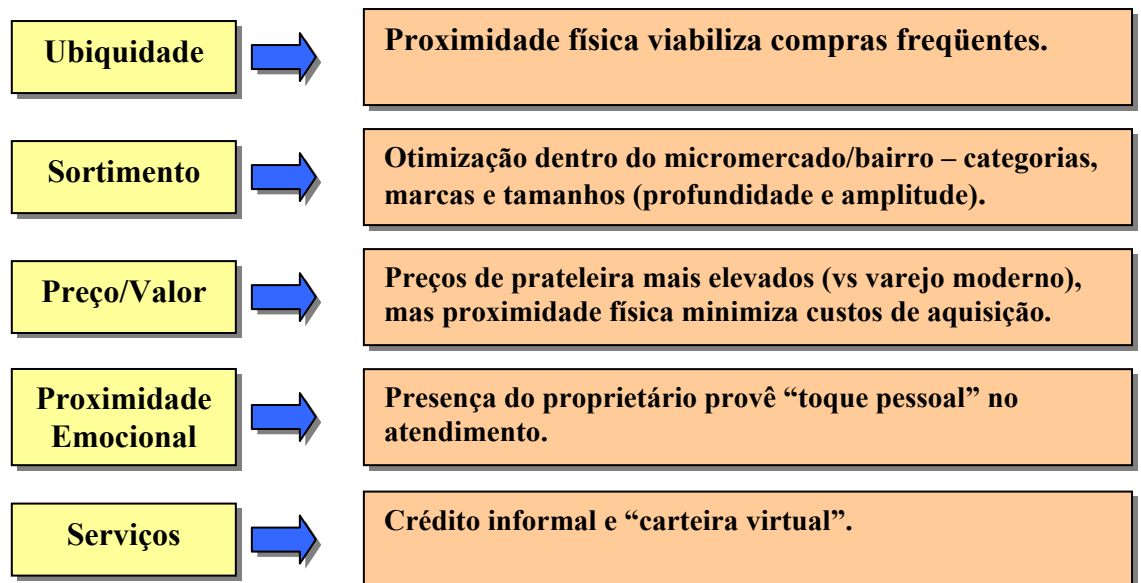 Ubiquidade
Proximidade física viabiliza compras freqüentes.
Sortimento
Otimização dentro do micromercado/bairro – categorias,
marcas e tamanhos (profundidade e amplitude).
Preço/Valor
Preços de prateleira mais elevados (vs varejo moderno),
mas proximidade física minimiza custos de aquisição.
Proximidade
Emocional
Presença do proprietário provê “toque pessoal” no
atendimento.
Serviços
Crédito informal e “carteira virtual”.